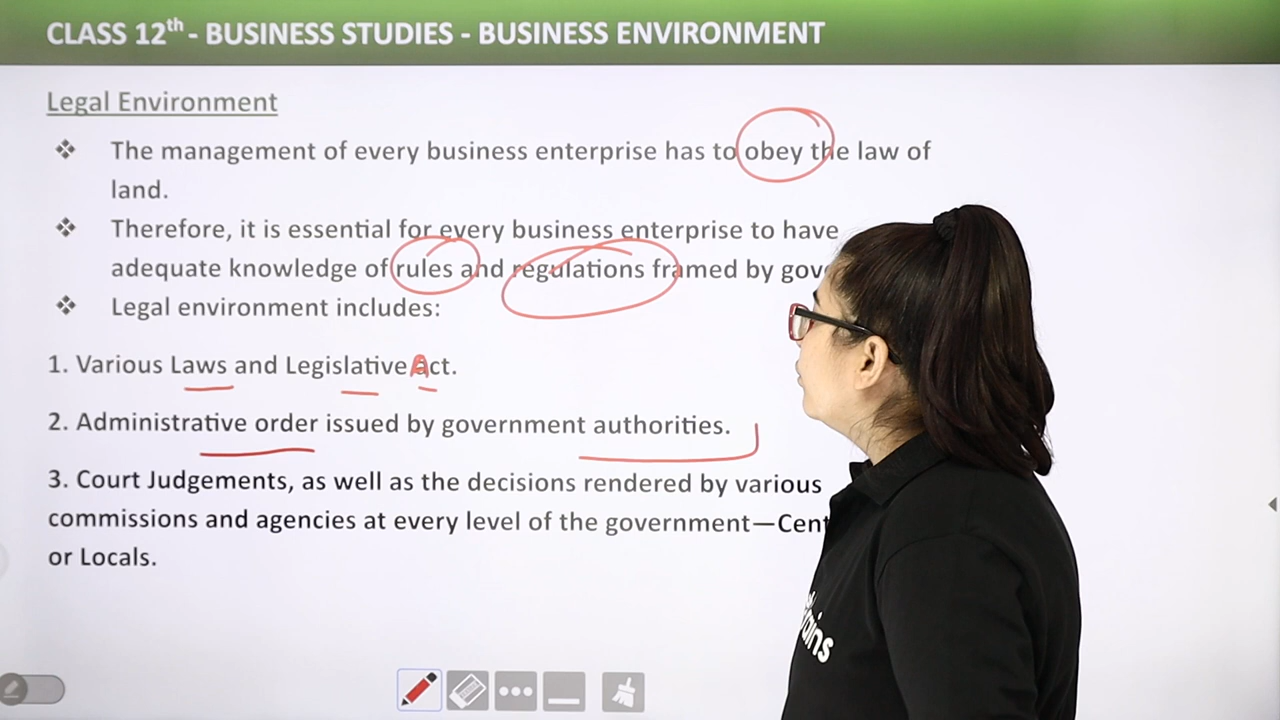 CLASS 12th - BUSINESS STUDIES - BUSINESS ENVIRONMENT
Legal Environment
❖ The management of every business enterprise has to obey the law of
land.
❖ Therefore, it is essential for every business enterprise to have
adequate knowledge of rules and regulations framed by
❖ Legal environment includes:
1. Various Laws and Legislative Act.
2. Administrative order issued by government authorities.
3. Court Judgements, as well as the decisions rendered by various
commissions and agencies at every level of the government—
or Locals.